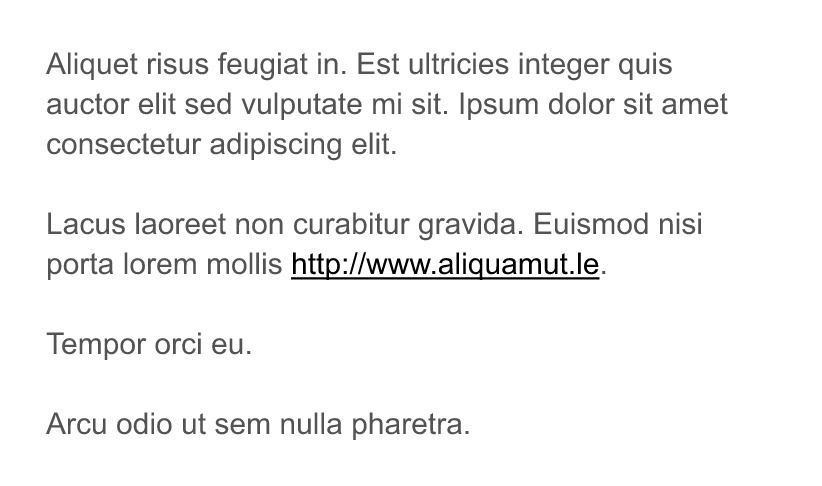 Aliquet risus feugiat in. Est ultricies integer quis
auctor elit sed vulputate mi sit. Ipsum dolor sit amet
consectetur adipiscing elit.
Lacus laoreet non curabitur gravida. Euismod nisi
porta lorem mollis http://www.aliquamut.le.
Tempor orci eu.
Arcu odio ut sem nulla pharetra.